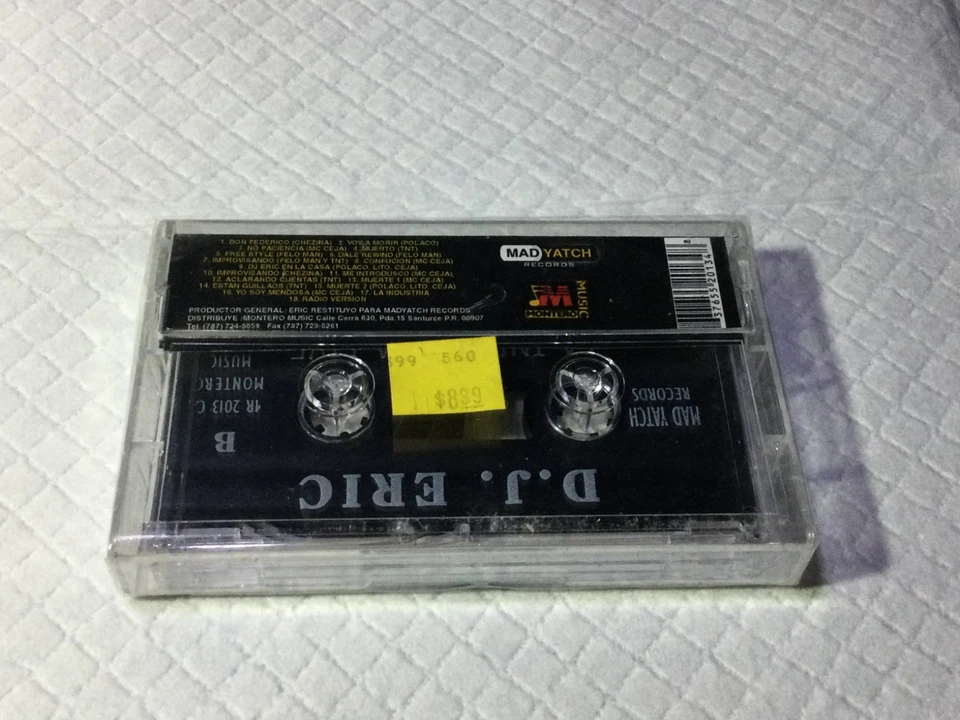 1. DON FEDERICO (CHEZINA) 2. VOY A MORIR (POLACO)
3. NO PACIENCIA (MC CEJA) 4. MUERTO (TNT)
5. FREE STYLE (FELO MAN) 6. DALE REWIND (FELO MAN)
7. IMPROVISANDO (FELO MAN Y TNT) 8. CONFUCION (MC CEJA)
9. DJ ERIC EN LA CASA (POLACO, LITO, CEJA)
10. IMPROVISANDO (CHEZINA) 11. ME INTRODUSCO (MC CEJA)
12. ACLARANDO CUENTAS (TNT) 13. MUERTE 1 (MC CEJA)
14. ESTAN GUILLAOS (TNT) 15. MUERTE 2 (POLACO, LITO, CEJA)
16. YO SOY MENDOSA (MC CEJA) 17. LA INDUSTRIA
18. RADIO VERSION
PRODUCTOR GENERAL: ERIC RESTITUYO PARA MADYATCH RECORDS
DISTRIBUYE :MONTERO MUSIC Calle Cerra 630, Pda.15 Santurce P.R. 00907
Tel. (787) 724-5659 Fax (787) 723-5261
MAD YATCH
RECORDS
M
MONTERO
MUSIC
599 560
$899
MAD YATCH
RECORDS
1R 2013 C
MONTERO
MUSIC
B
D.J. ERIC